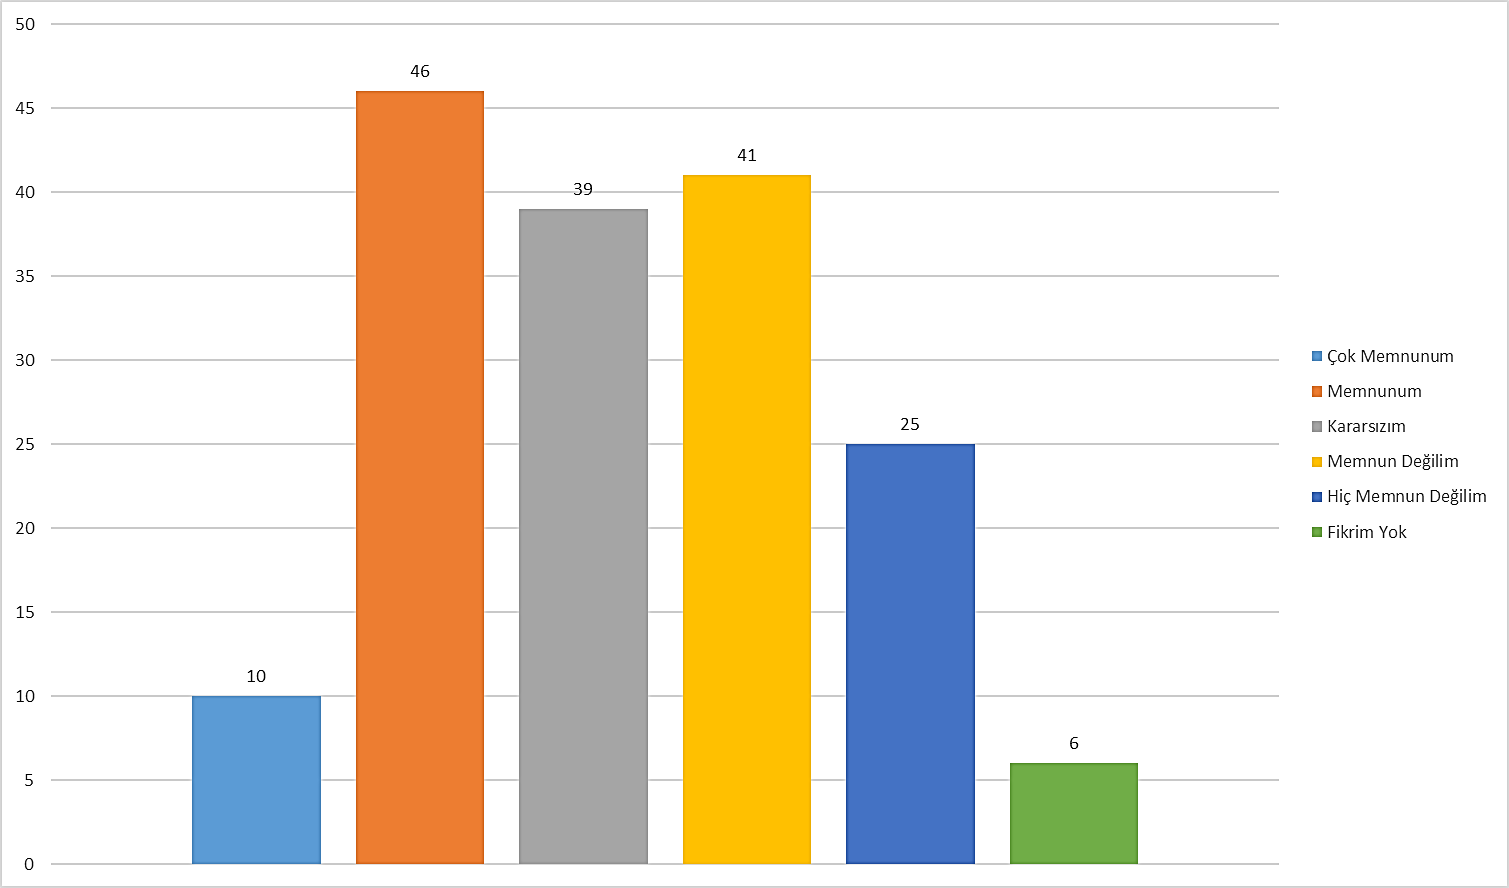 50
45
40
35
30
25
20
15
10
5
0
10
46
39
41
25
6
Çok Memnunum
Memnunum
Kararsızım
Memnun Değilim
Hiç Memnun Değilim
Fikrim Yok